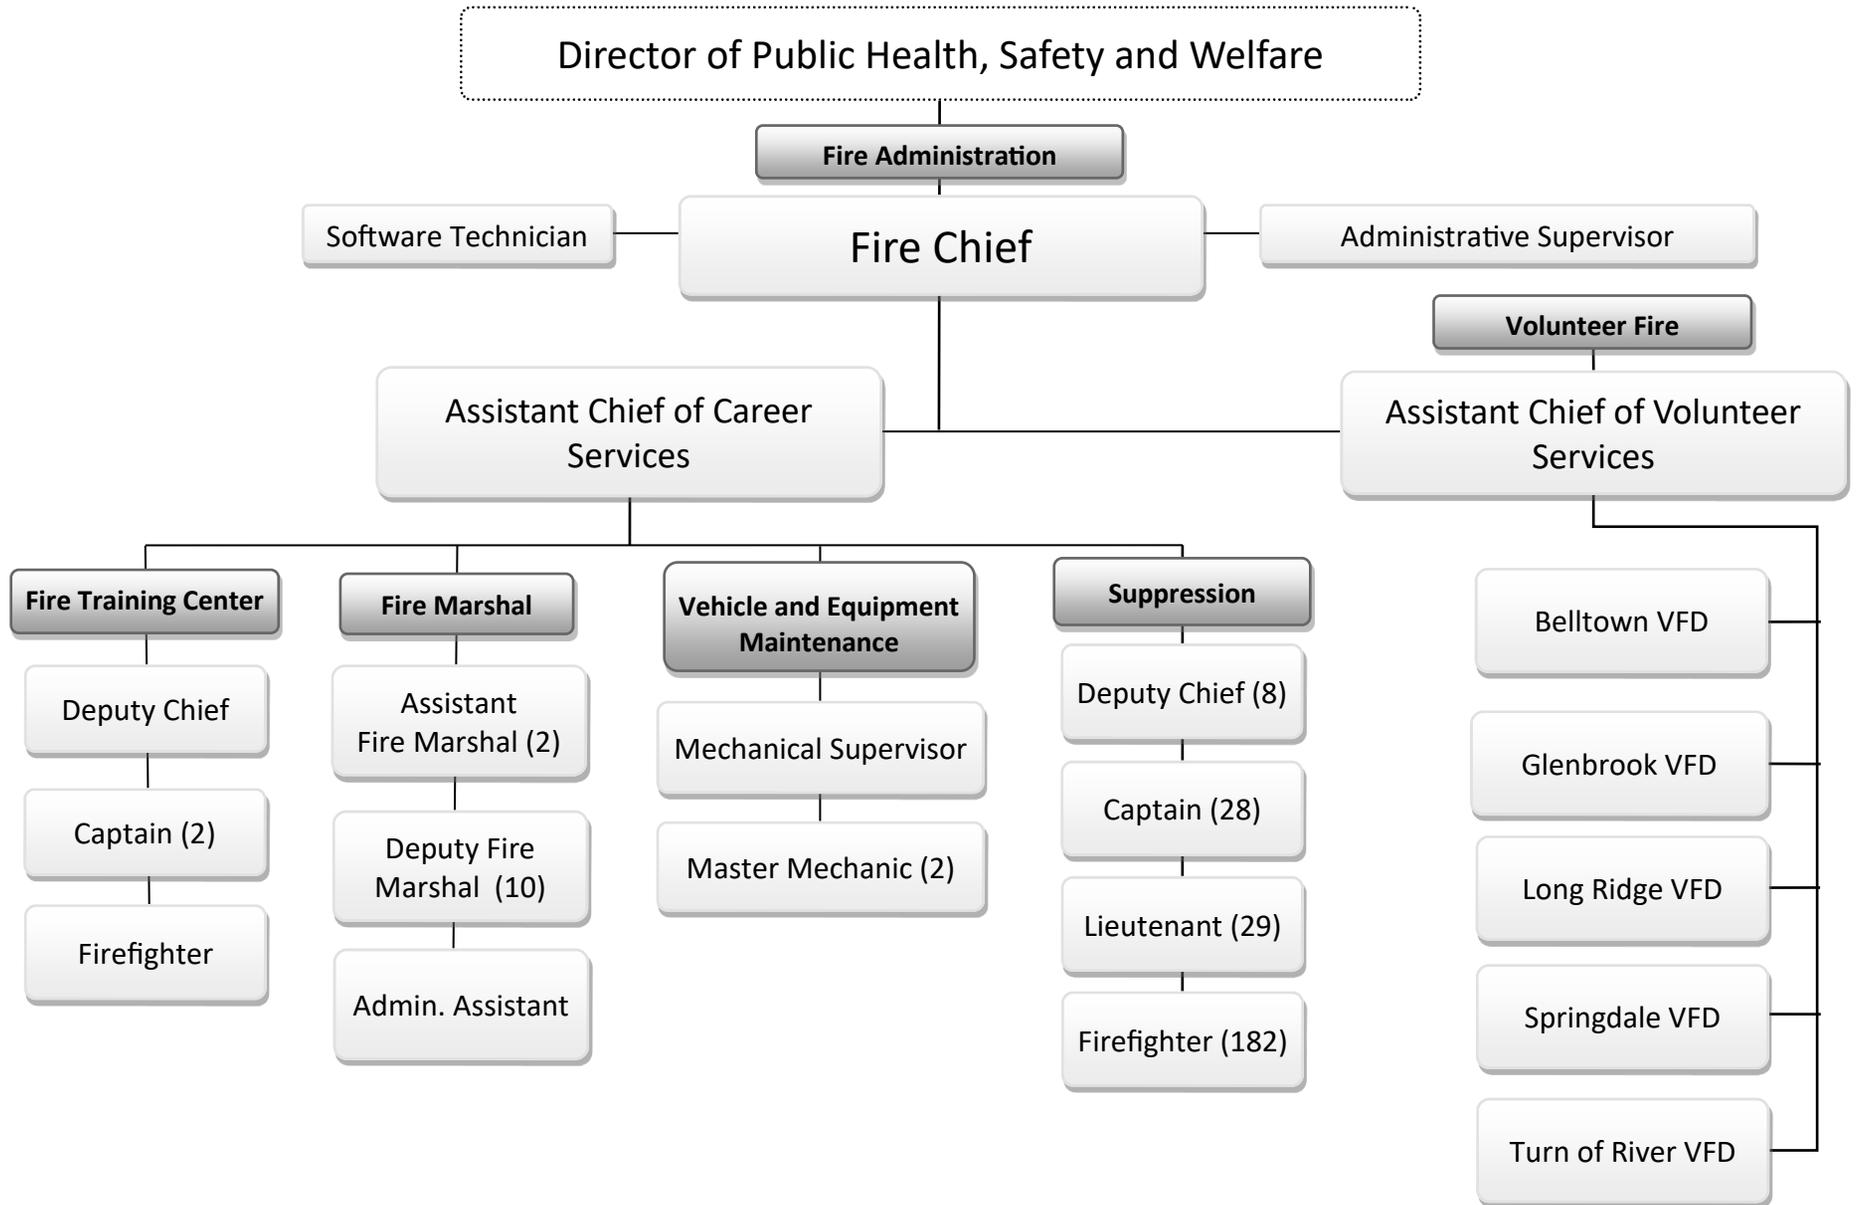 Director of Public Health, Safety and Welfare
Fire Administration
Software Technician
Fire Chief
Administrative Supervisor
Volunteer Fire
Assistant Chief of Career
Services
Assistant Chief of Volunteer
Services
Fire Training Center
Deputy Chief
Captain (2)
Firefighter
Fire Marshal
Assistant
Fire Marshal (2)
Deputy Fire
Marshal  (10)
Admin. Assistant
Vehicle and Equipment
Maintenance
Mechanical Supervisor
Master Mechanic (2)
Suppression
Deputy Chief (8)
Captain (28)
Lieutenant (29)
Firefighter (182)
Belltown VFD
Glenbrook VFD
Long Ridge VFD
Springdale VFD
Turn of River VFD